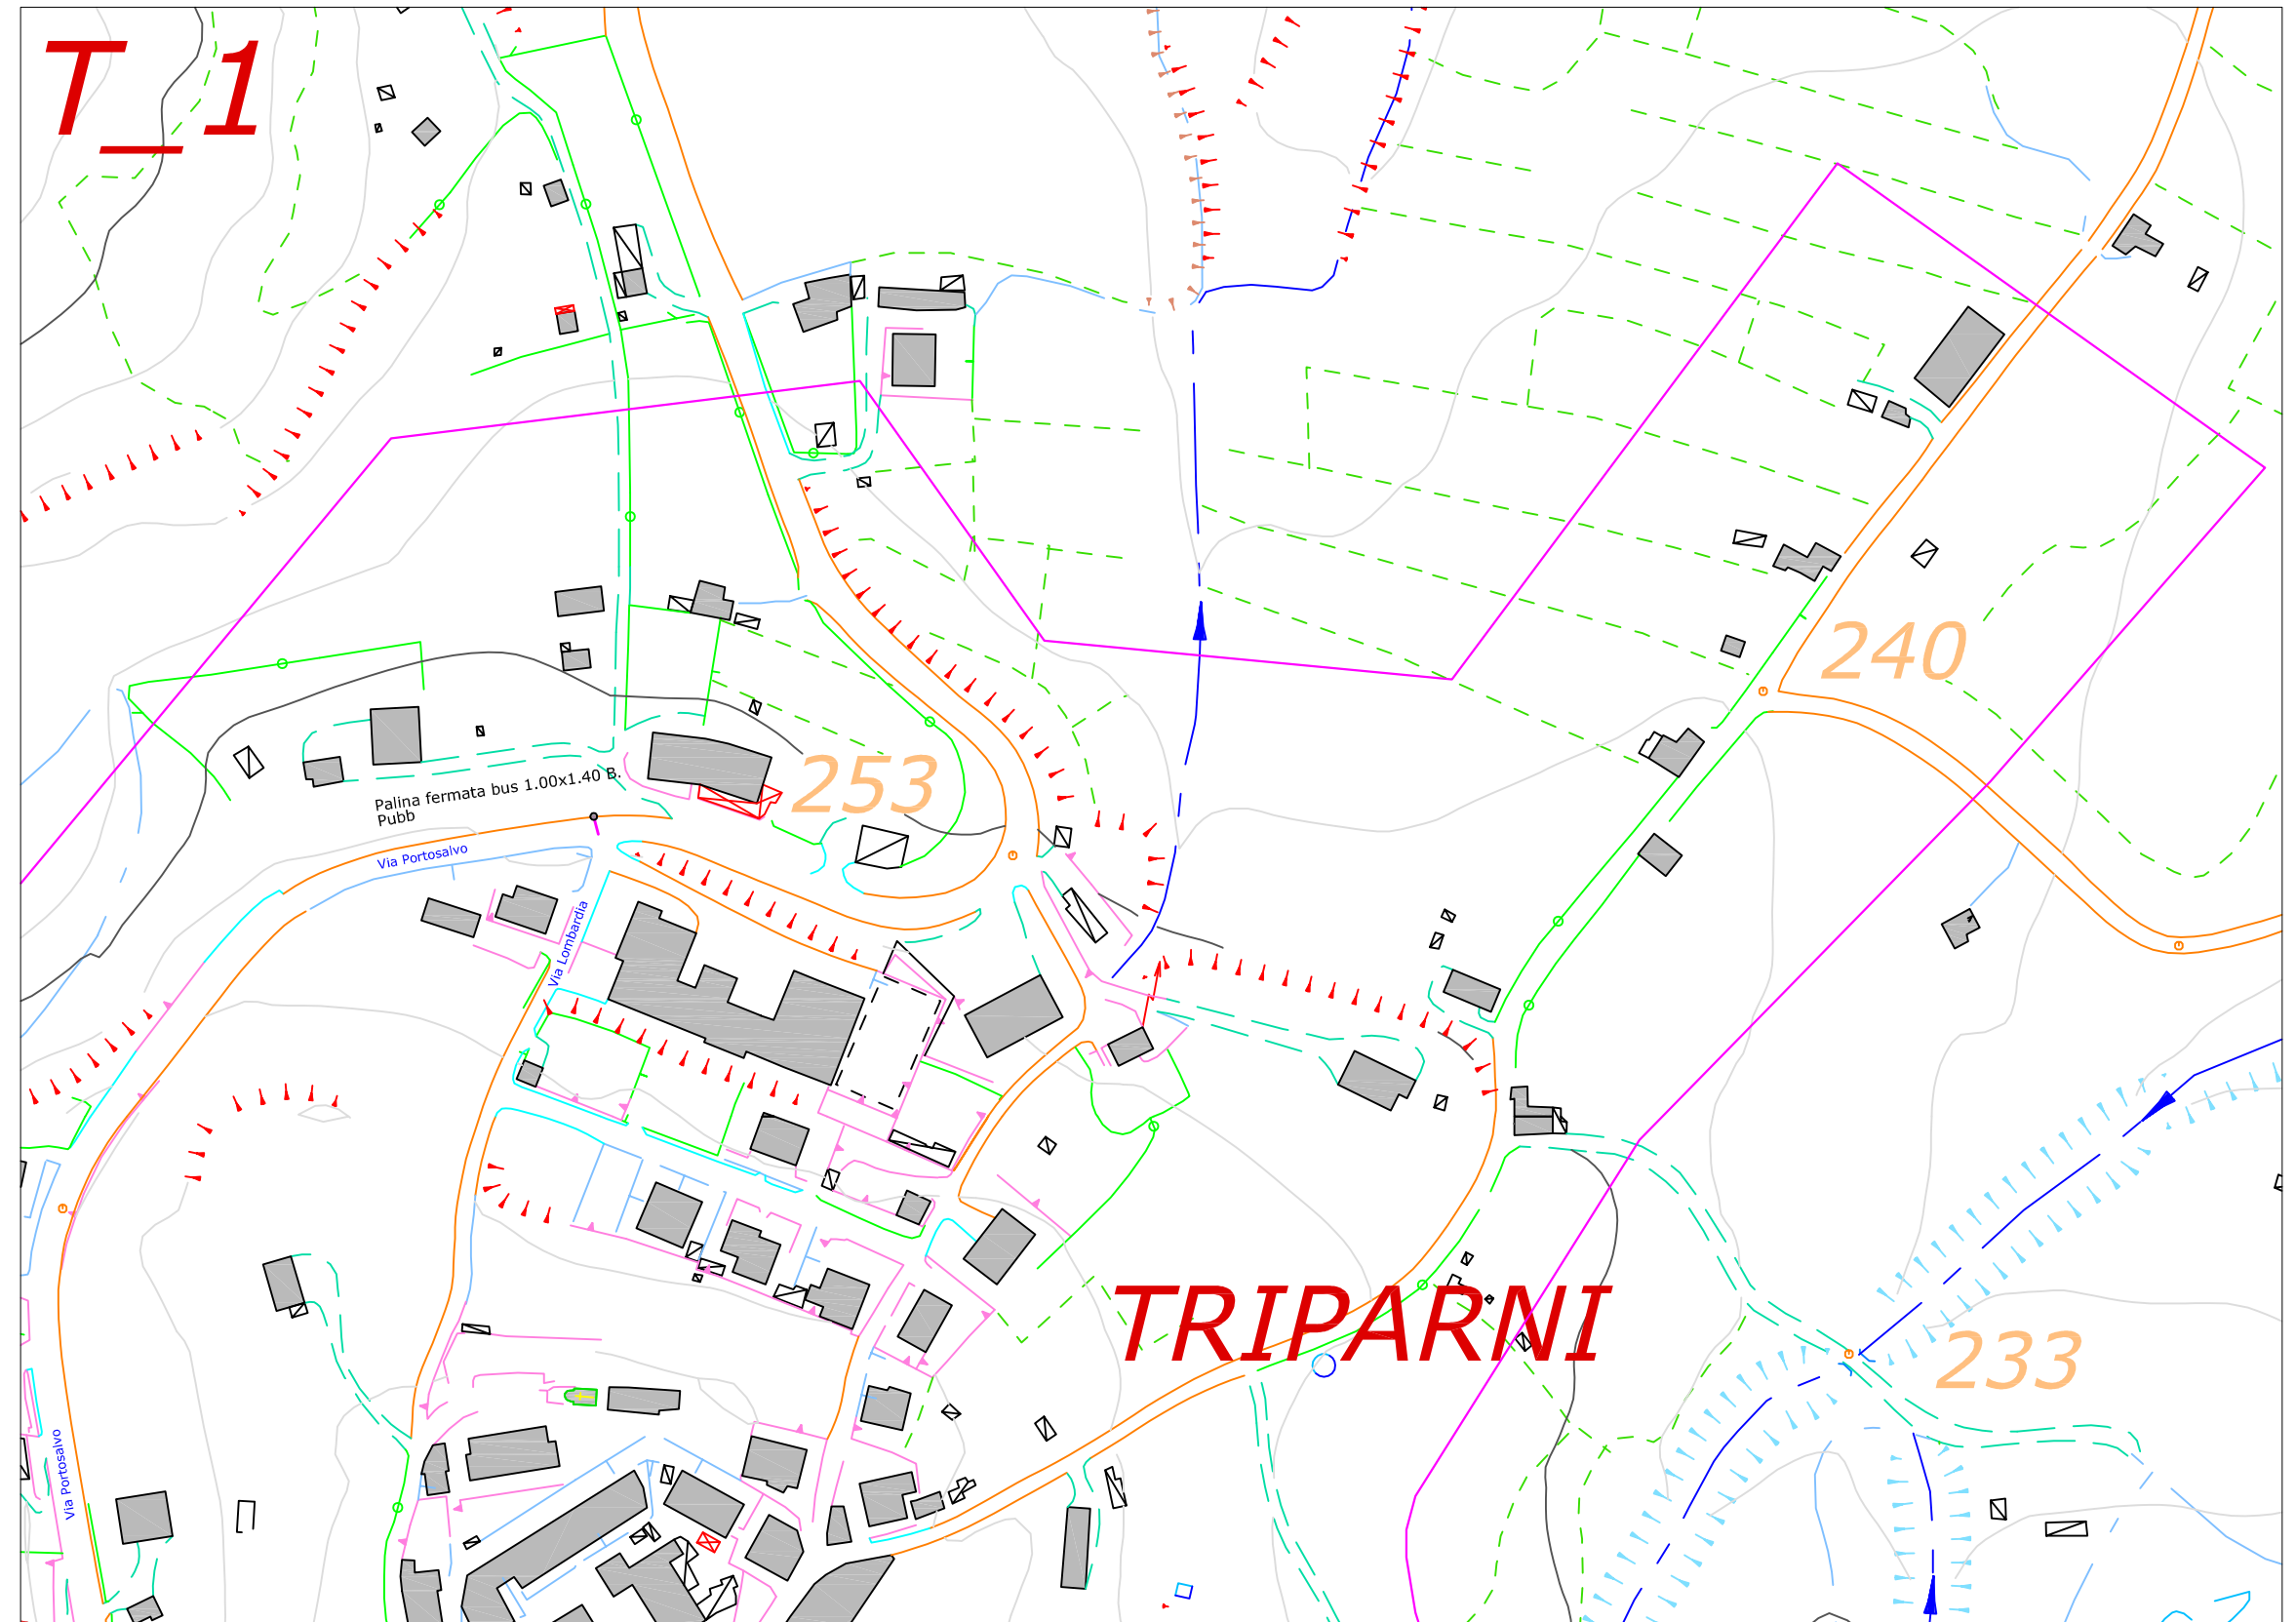 T_1
240
253
Palina fermata bus 1.00x1.40 B.
Pubb
Via Portosalvo
Via Lombardia
TRIPARNI
233
Via Portosalvo